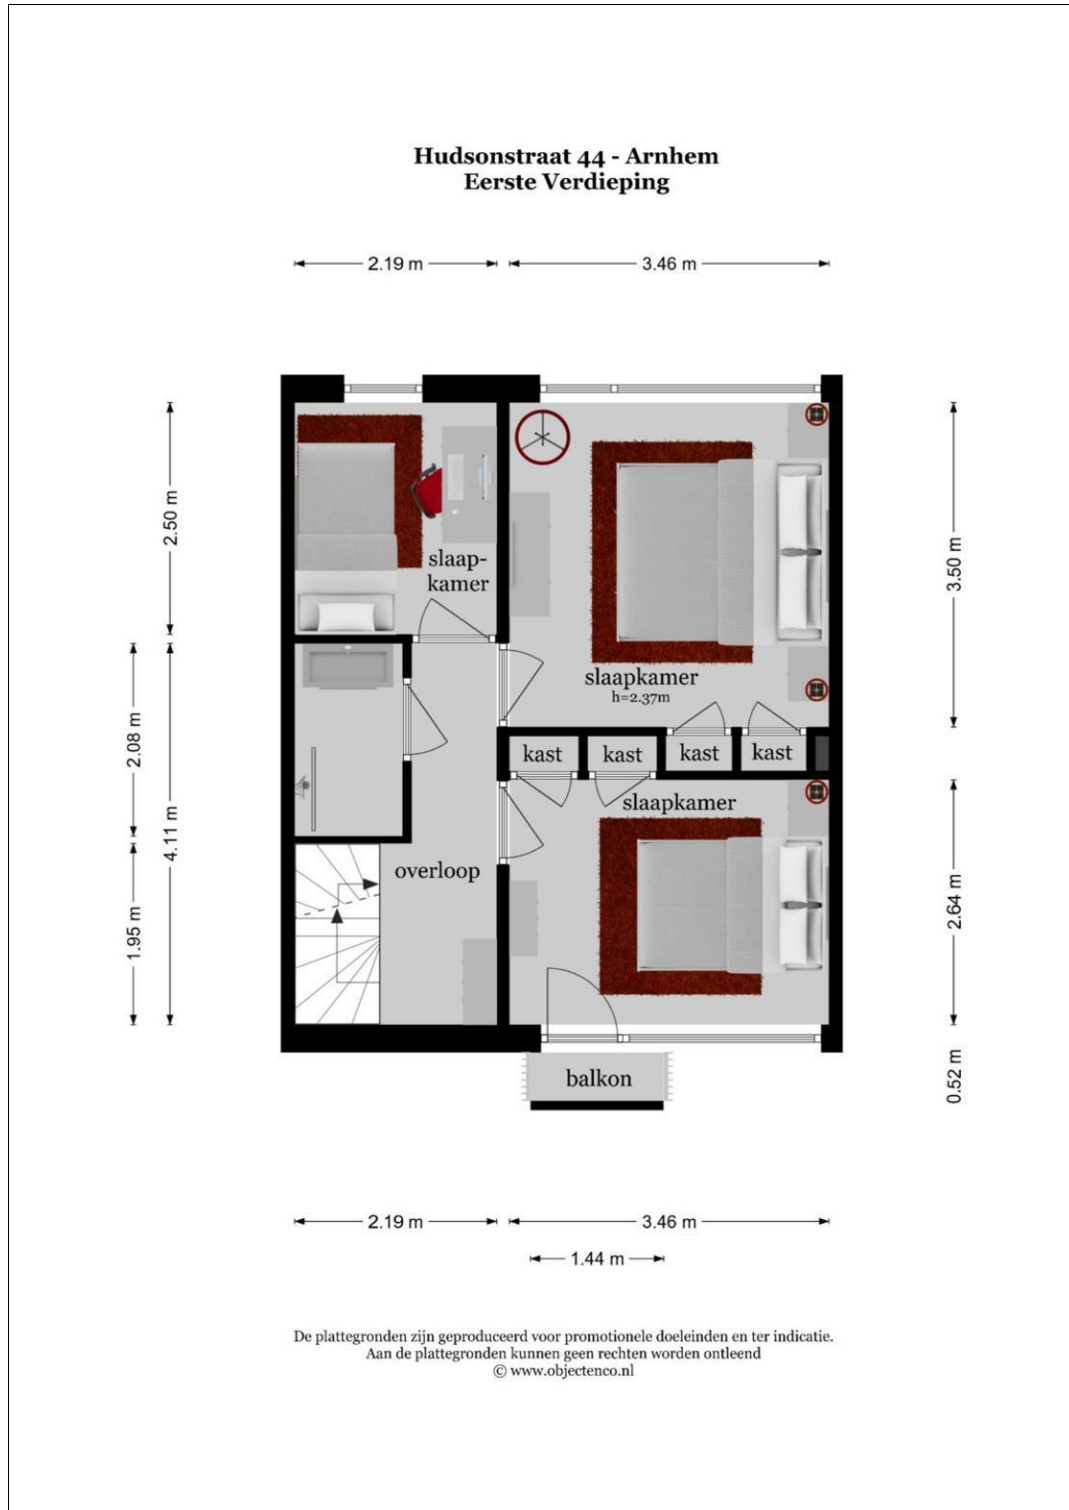 Hudsonstraat 44 - Arnhem
Eerste Verdieping
2.19 m
3.46 m
2.50 m
3.50 m
slaap-
kamer
slaapkamer
h=2.37m
2.08 m
4.11 m
kast
kast
kast
kast
slaapkamer
overloop
1.95 m
2.64 m
balkon
0.52 m
2.19 m
3.46 m
1.44 m
De plattegronden zijn geproduceerd voor promotionele doeleinden en ter indicatie.
Aan de plattegronden kunnen geen rechten worden ontleend
© www.objectenco.nl